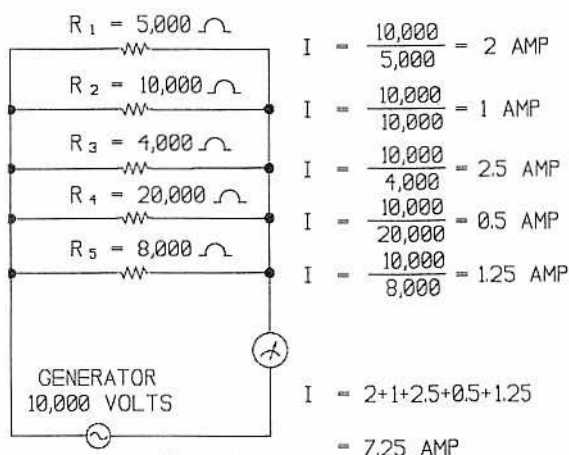 R1 = 5,000 Ω
I = 10,000 / 5,000 = 2 AMP
R2 = 10,000 Ω
I = 10,000 / 10,000 = 1 AMP
R3 = 4,000 Ω
I = 10,000 / 4,000 = 2.5 AMP
R4 = 20,000 Ω
I = 10,000 / 20,000 = 0.5 AMP
R5 = 8,000 Ω
I = 10,000 / 8,000 = 1.25 AMP
GENERATOR
10,000 VOLTS
I = 2+1+2.5+0.5+1.25
= 7.25 AMP